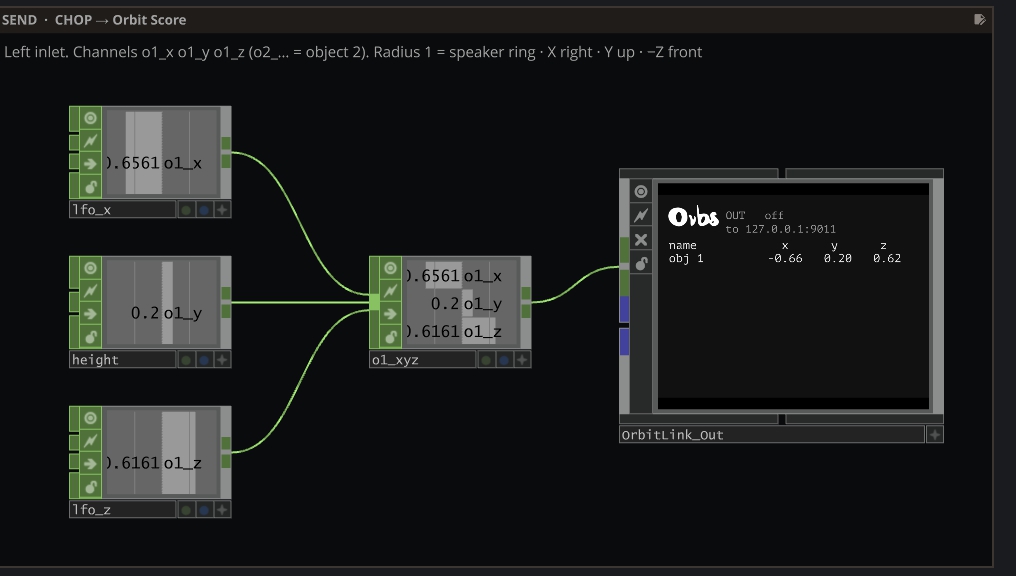 SEND · CHOP → Orbit Score
Left inlet. Channels o1_x o1_y o1_z (o2_... = object 2). Radius 1 = speaker ring · X right · Y up · −Z front
).6561 o1_x
lfo_x
0.2 o1_y
height
).6161 o1_z
lfo_z
).6561 o1_x
0.2 o1_y
).6161 o1_z
o1_xyz
Orbs OUT off
to 127.0.0.1:9011
name x y z
obj 1 -0.66 0.20 0.62
OrbitLink_Out